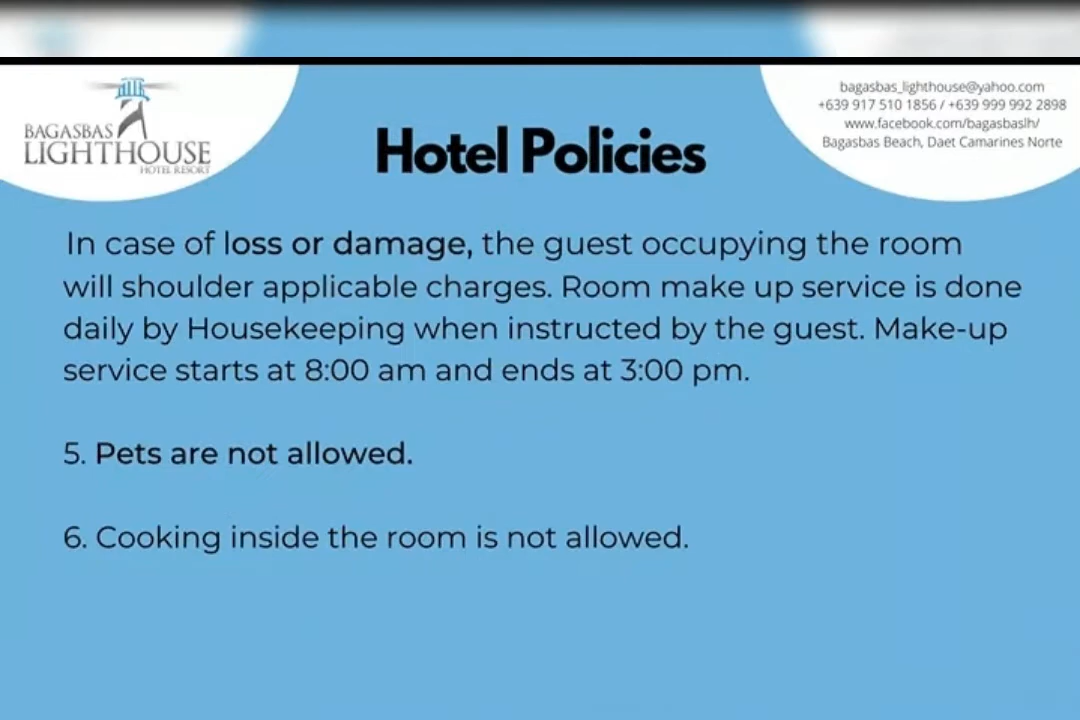 BAGASBAS
LIGHTHOUSE
HOTEL RESORT
bagasbas_lighthouse@yahoo.com
+639 917 510 1856 / +639 999 992 2898
www.facebook.com/bagasbaslh/
Bagasbas Beach, Daet Camarines Norte
Hotel Policies
In case of loss or damage, the guest occupying the room
will shoulder applicable charges. Room make up service is done
daily by Housekeeping when instructed by the guest. Make-up
service starts at 8:00 am and ends at 3:00 pm.
5. Pets are not allowed.
6. Cooking inside the room is not allowed.